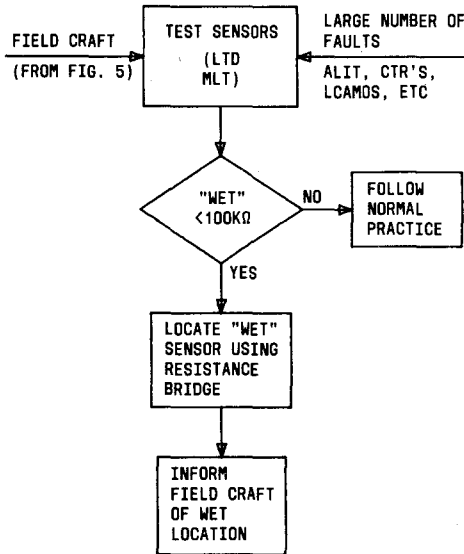 FIELD CRAFT
(FROM FIG. 5)
TEST SENSORS
(LTD
MLT)
LARGE NUMBER OF
FAULTS
ALIT, CTR'S,
LCAMOS, ETC
"WET"
<100KΩ
NO
FOLLOW
NORMAL
PRACTICE
YES
LOCATE "WET"
SENSOR USING
RESISTANCE
BRIDGE
INFORM
FIELD CRAFT
OF WET
LOCATION